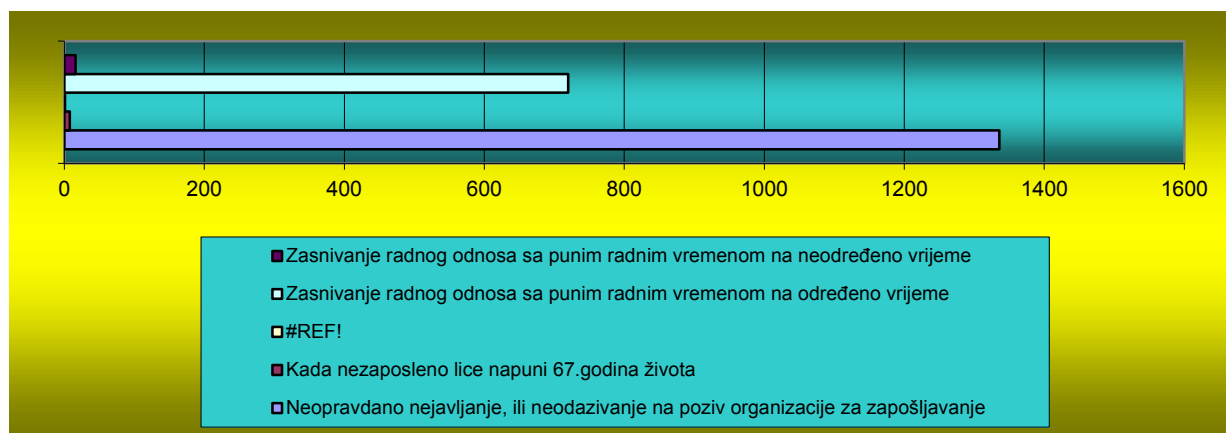 0 200 400 600 800 1000 1200 1400 1600
Zasnivanje radnog odnosa sa punim radnim vremenom na neodređeno vrijeme
Zasnivanje radnog odnosa sa punim radnim vremenom na određeno vrijeme
#REF!
Kada nezaposleno lice napuni 67.godina života
Neopravdano nejavljanje, ili neodazivanje na poziv organizacije za zapošljavanje